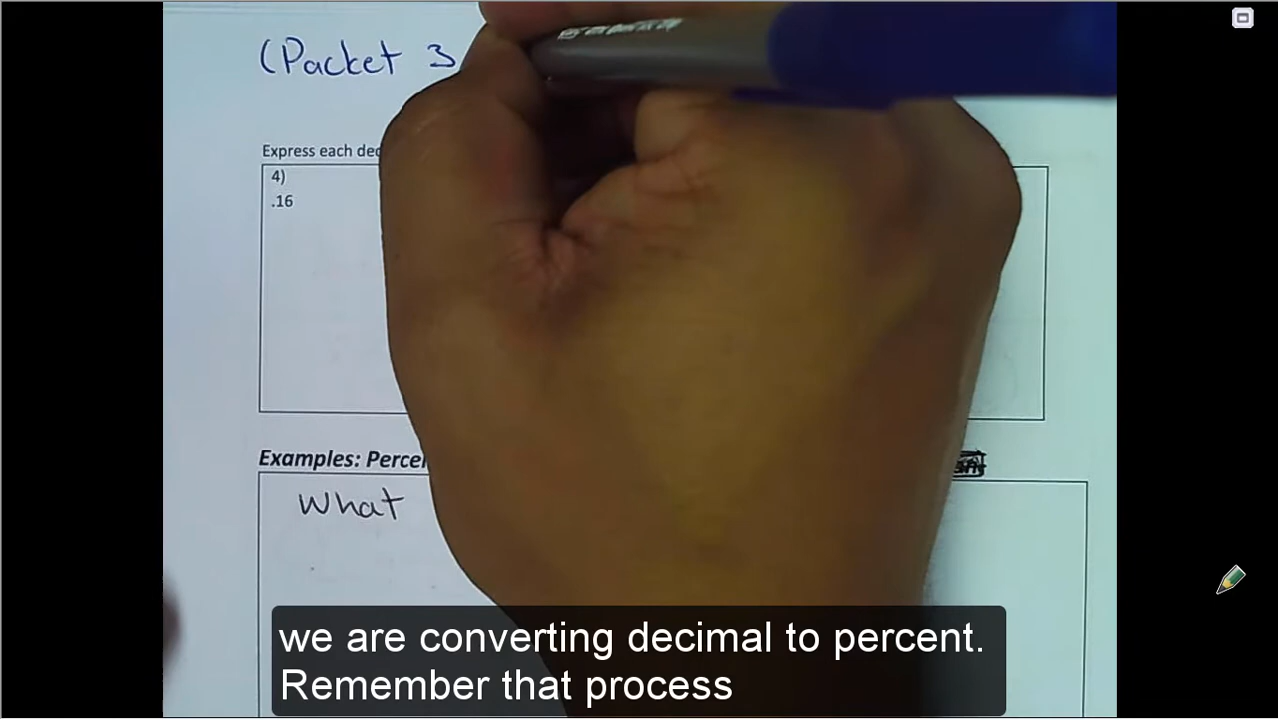 (Packet 3
Express each dec
4)
.16
Examples: Percen
What
we are converting decimal to percent.
Remember that process